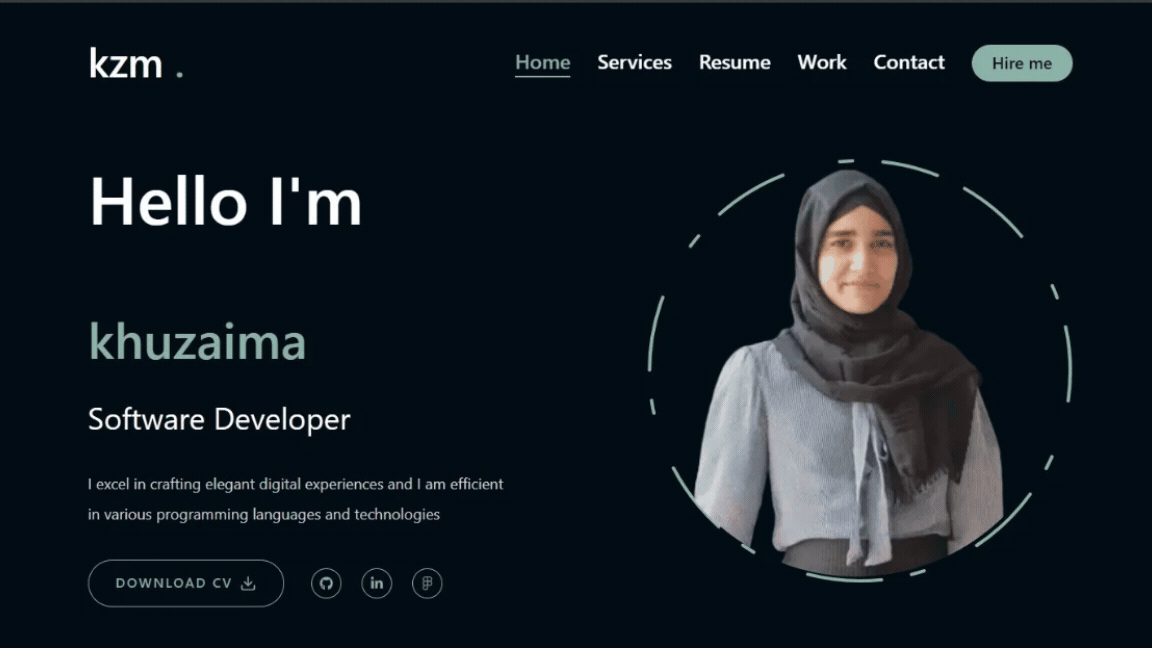 kzm .
Home Services Resume Work Contact Hire me
Hello I'm
khuzaima
Software Developer
I excel in crafting elegant digital experiences and I am efficient
in various programming languages and technologies
DOWNLOAD CV
in